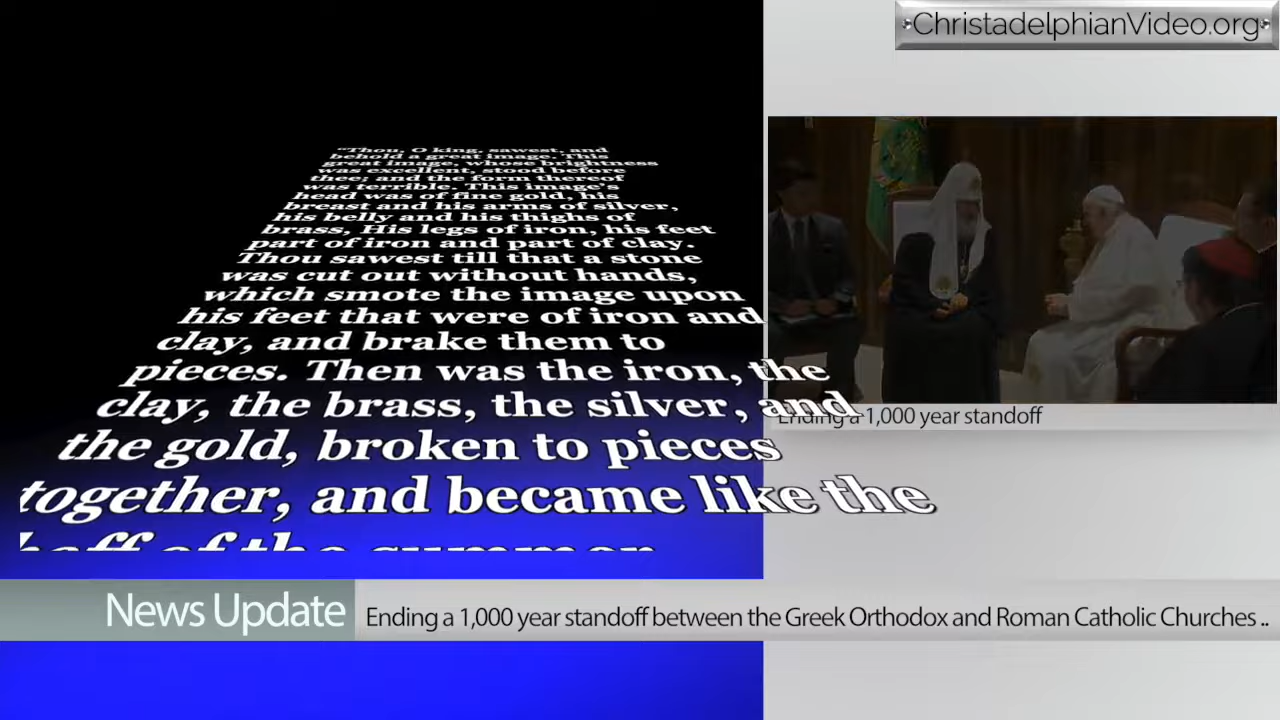 ChristadelphianVideo.org
"Thou, O king, sawest, and
behold a great image. This
great image, whose brightness
was excellent, stood before
thee; and the form thereof
was terrible. This image's
head was of fine gold, his
breast and his arms of silver,
his belly and his thighs of
brass, His legs of iron, his feet
part of iron and part of clay.
Thou sawest till that a stone
was cut out without hands,
which smote the image upon
his feet that were of iron and
clay, and brake them to
pieces. Then was the iron, the
clay, the brass, the silver, and
the gold, broken to pieces
together, and became like the
chaff of the summer
Ending a 1,000 year standoff
News Update
Ending a 1,000 year standoff between the Greek Orthodox and Roman Catholic Churches ..